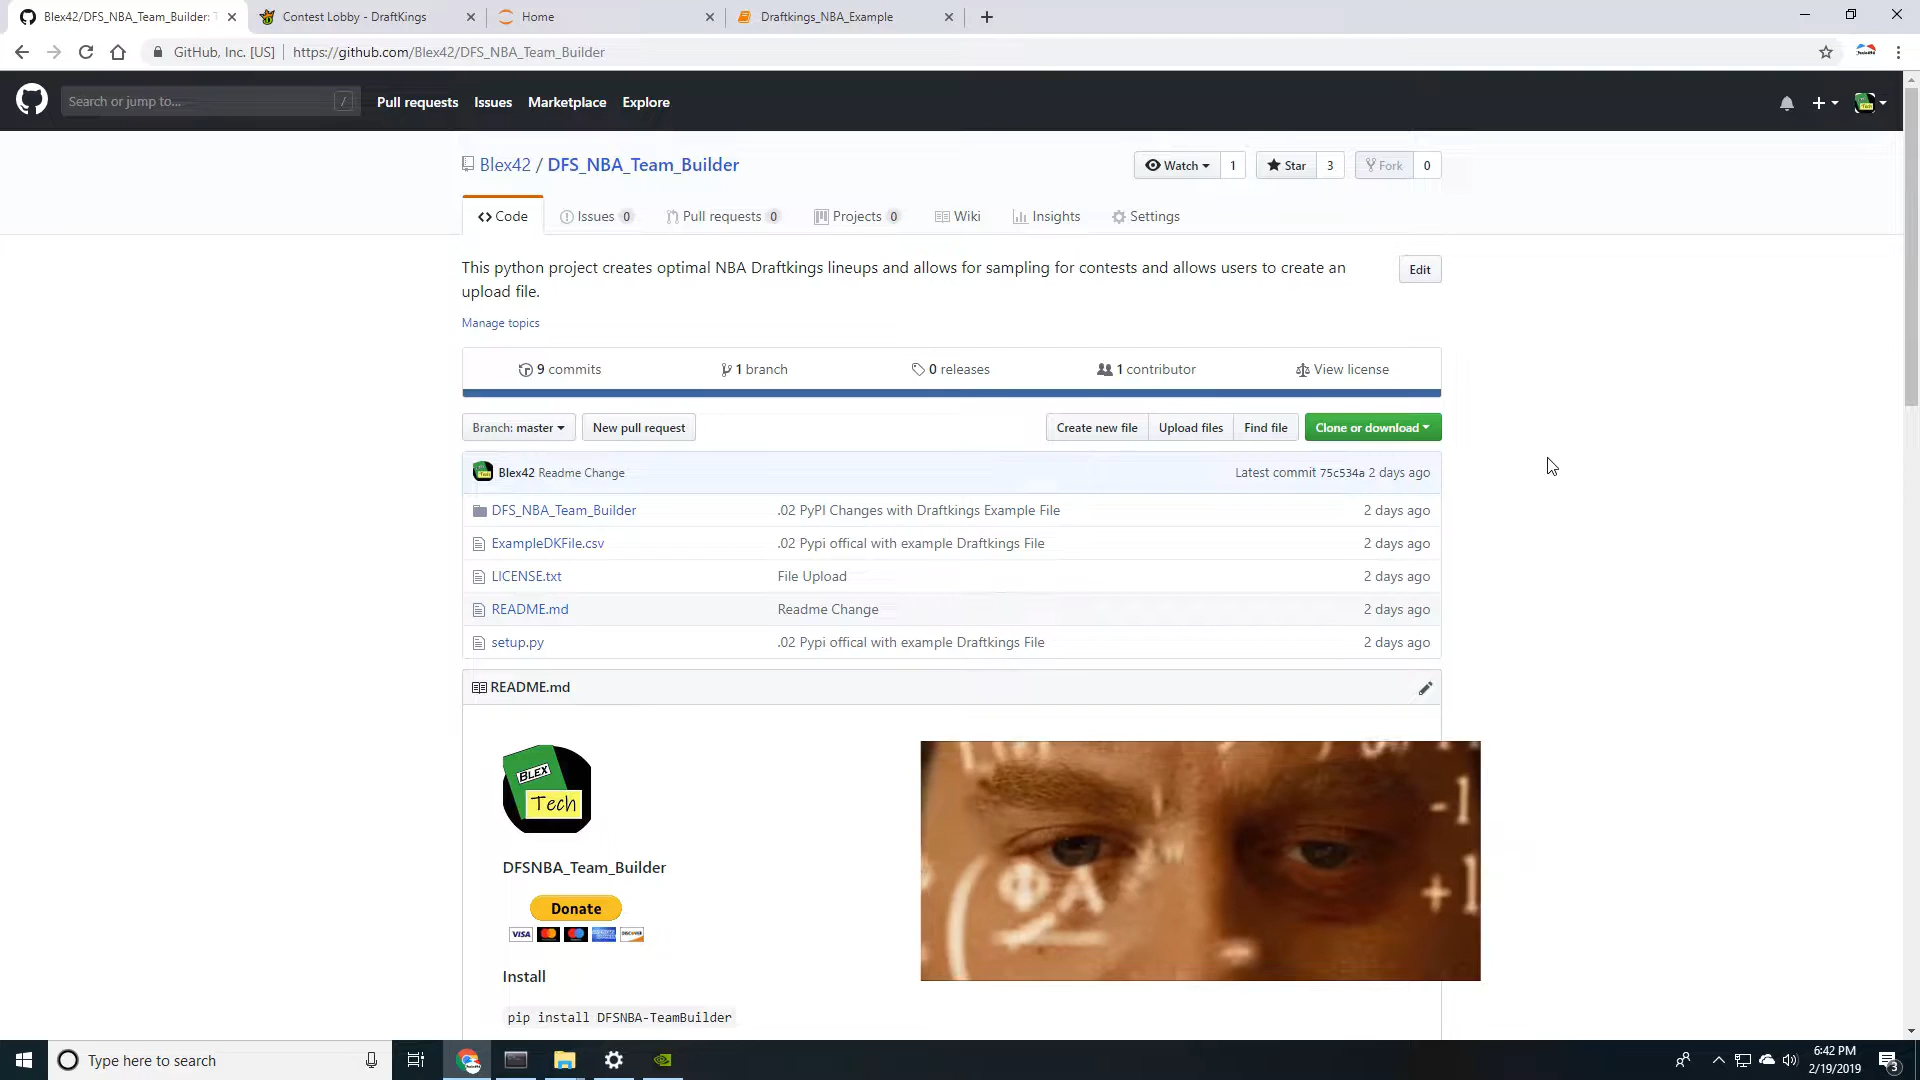 Blex42/DFS_NBA_Team_Builder: T
Contest Lobby - DraftKings
Home
Draftkings_NBA_Example
GitHub, Inc. [US]
https://github.com/Blex42/DFS_NBA_Team_Builder
Search or jump to...
/
Pull requests
Issues
Marketplace
Explore
Blex42 / DFS_NBA_Team_Builder
Watch 1
Star 3
Fork 0
Code
Issues 0
Pull requests 0
Projects 0
Wiki
Insights
Settings
This python project creates optimal NBA Draftkings lineups and allows for sampling for contests and allows users to create an
upload file.
Edit
Manage topics
9 commits
1 branch
0 releases
1 contributor
View license
Branch: master
New pull request
Create new file
Upload files
Find file
Clone or download
Blex42 Readme Change
Latest commit 75c534a 2 days ago
DFS_NBA_Team_Builder .02 PyPI Changes with Draftkings Example File 2 days ago
ExampleDKFile.csv .02 Pypi offical with example Draftkings File 2 days ago
LICENSE.txt File Upload 2 days ago
README.md Readme Change 2 days ago
setup.py .02 Pypi offical with example Draftkings File 2 days ago
README.md
BLEX
Tech
DFSNBA_Team_Builder
Donate
VISA
DISCOVER
Install
pip install DFSNBA-TeamBuilder
-1
+1
Type here to search
6:42 PM
2/19/2019
3